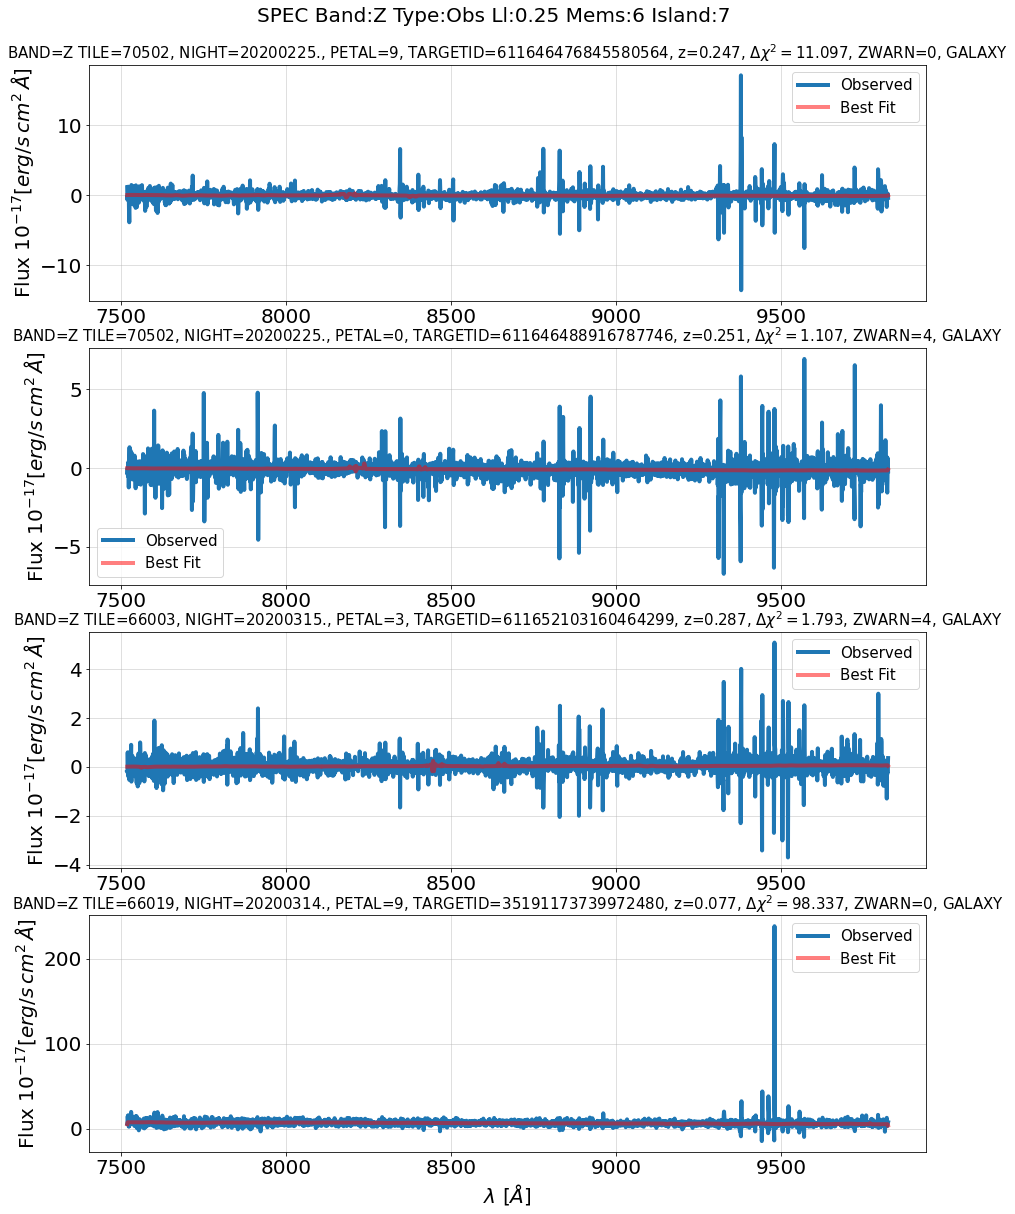 SPEC Band:Z Type:Obs Ll:0.25 Mems:6 Island:7
BAND=Z TILE=70502, NIGHT=20200225., PETAL=9, TARGETID=611646476845580564, z=0.247, Δχ² = 11.097, ZWARN=0, GALAXY
Flux 10⁻¹⁷[erg/s cm² Å]
10
0
−10
Observed
Best Fit
7500 8000 8500 9000 9500
BAND=Z TILE=70502, NIGHT=20200225., PETAL=0, TARGETID=611646488916787746, z=0.251, Δχ² = 1.107, ZWARN=4, GALAXY
Flux 10⁻¹⁷[erg/s cm² Å]
5
0
−5
Observed
Best Fit
7500 8000 8500 9000 9500
BAND=Z TILE=66003, NIGHT=20200315., PETAL=3, TARGETID=611652103160464299, z=0.287, Δχ² = 1.793, ZWARN=4, GALAXY
Flux 10⁻¹⁷[erg/s cm² Å]
4
2
0
−2
−4
Observed
Best Fit
7500 8000 8500 9000 9500
BAND=Z TILE=66019, NIGHT=20200314., PETAL=9, TARGETID=35191173739972480, z=0.077, Δχ² = 98.337, ZWARN=0, GALAXY
Flux 10⁻¹⁷[erg/s cm² Å]
200
100
0
Observed
Best Fit
7500 8000 8500 9000 9500
λ [Å]